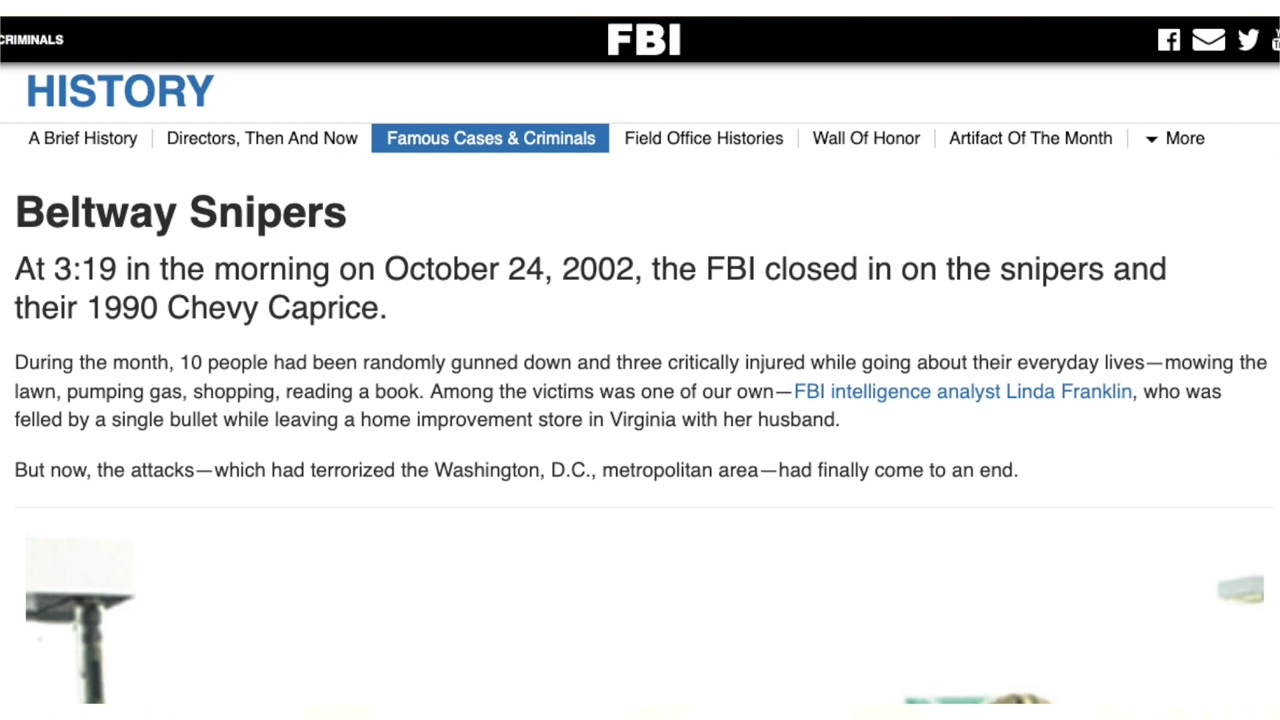 CRIMINALS
FBI
HISTORY
A Brief History
Directors, Then And Now
Famous Cases & Criminals
Field Office Histories
Wall Of Honor
Artifact Of The Month
More
Beltway Snipers
At 3:19 in the morning on October 24, 2002, the FBI closed in on the snipers and
their 1990 Chevy Caprice.
During the month, 10 people had been randomly gunned down and three critically injured while going about their everyday lives—mowing the
lawn, pumping gas, shopping, reading a book. Among the victims was one of our own—FBI intelligence analyst Linda Franklin, who was
felled by a single bullet while leaving a home improvement store in Virginia with her husband.
But now, the attacks—which had terrorized the Washington, D.C., metropolitan area—had finally come to an end.